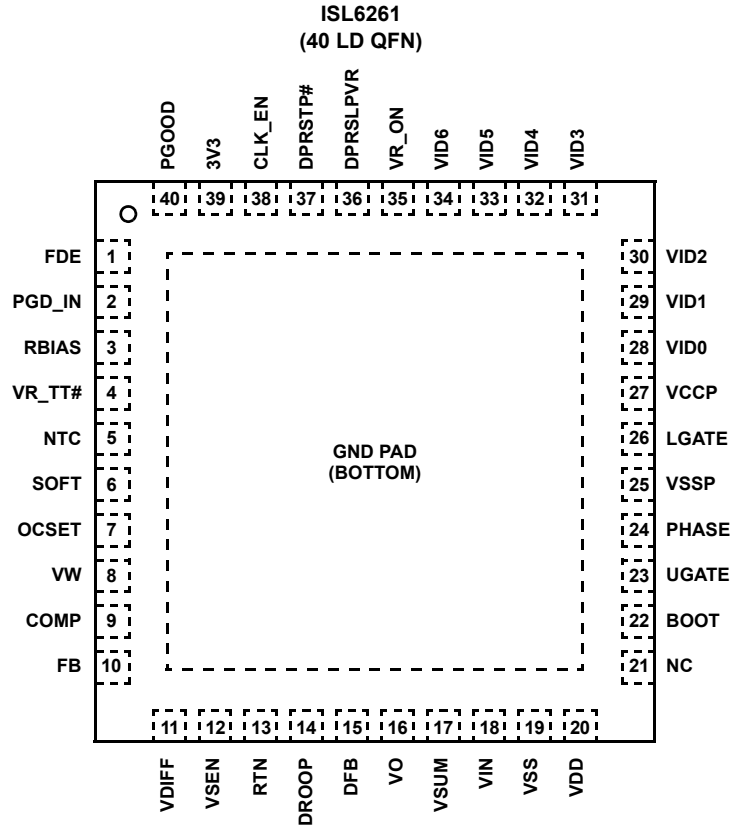 ISL6261
(40 LD QFN)
PGOOD
3V3
CLK_EN
DPRSTP#
DPRSLPVR
VR_ON
VID6
VID5
VID4
VID3
40 39 38 37 36 35 34 33 32 31
FDE 1
PGD_IN 2
RBIAS 3
VR_TT# 4
NTC 5
SOFT 6
OCSET 7
VW 8
COMP 9
FB 10
GND PAD
(BOTTOM)
30 VID2
29 VID1
28 VID0
27 VCCP
26 LGATE
25 VSSP
24 PHASE
23 UGATE
22 BOOT
21 NC
11 12 13 14 15 16 17 18 19 20
VDIFF
VSEN
RTN
DROOP
DFB
VO
VSUM
VIN
VSS
VDD